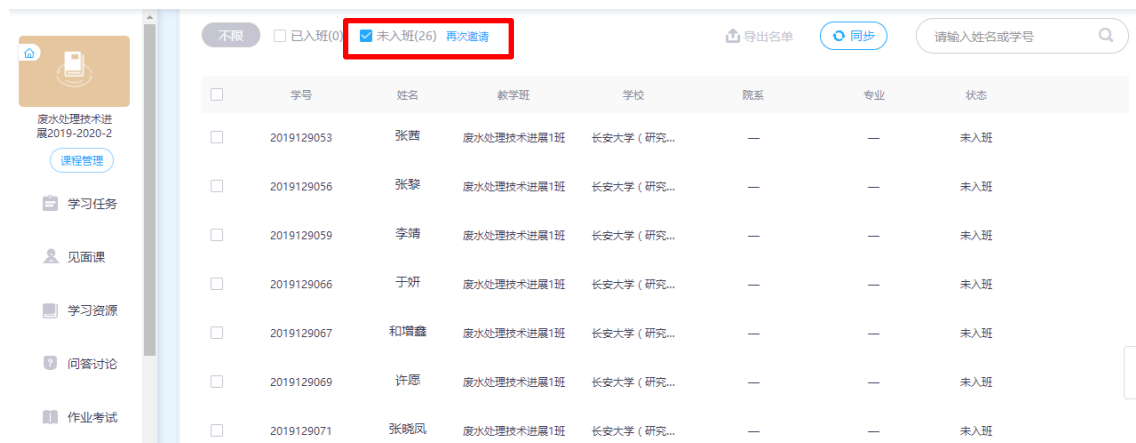 不限 已入班(0) 未入班(26) 再次邀请 导出名单 同步 请输入姓名或学号
废水处理技术进
展2019-2020-2
课程管理
学习任务
见面课
学习资源
问答讨论
作业考试
学号 姓名 教学班 学校 院系 专业 状态
2019129053 张茜 废水处理技术进展1班 长安大学（研究... — — 未入班
2019129056 张黎 废水处理技术进展1班 长安大学（研究... — — 未入班
2019129059 李婧 废水处理技术进展1班 长安大学（研究... — — 未入班
2019129066 于妍 废水处理技术进展1班 长安大学（研究... — — 未入班
2019129067 和增鑫 废水处理技术进展1班 长安大学（研究... — — 未入班
2019129069 许愿 废水处理技术进展1班 长安大学（研究... — — 未入班
2019129071 张晓凤 废水处理技术进展1班 长安大学（研究... — — 未入班